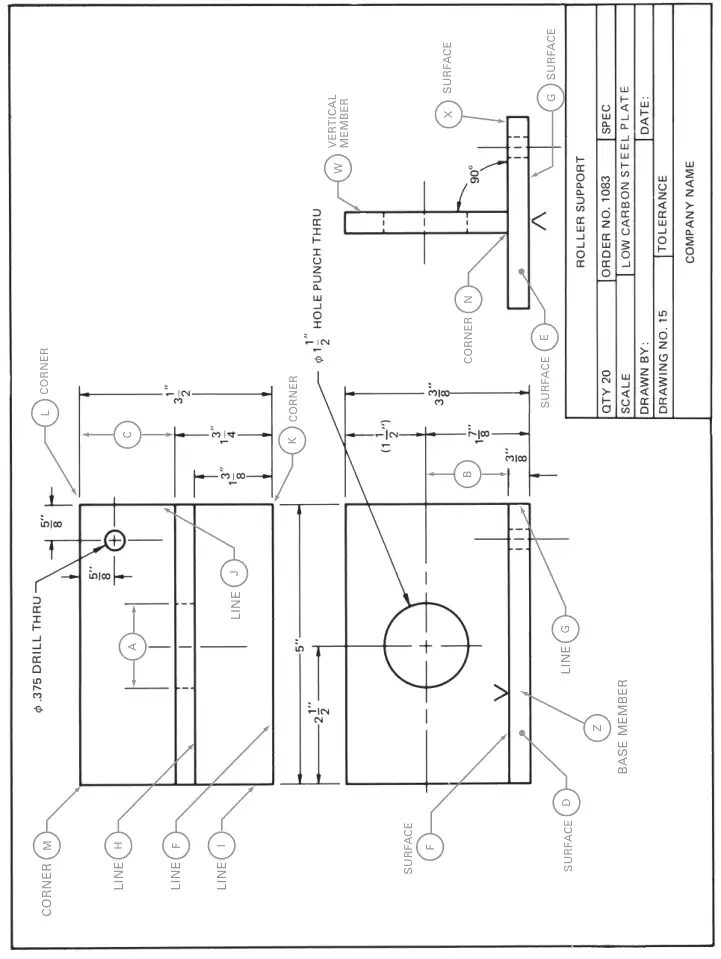 CORNER M
LINE H
LINE F
LINE I
φ .375 DRILL THRU
5/8"
5/8"
A
LINE J
L CORNER
C
3 1/2"
1 3/4"
1 3/8"
K CORNER
5"
2 1/2"
φ 1 1/2" HOLE PUNCH THRU
SURFACE F
SURFACE D
Z
BASE MEMBER
LINE G
(1 1/2")
3 3/8"
1 7/8"
B
3/8"
W VERTICAL
MEMBER
X SURFACE
G SURFACE
90°
CORNER N
SURFACE E
ROLLER SUPPORT
QTY 20 ORDER NO. 1083 SPEC
SCALE LOW CARBON STEEL PLATE
DRAWN BY: DATE:
DRAWING NO. 15 TOLERANCE
COMPANY NAME